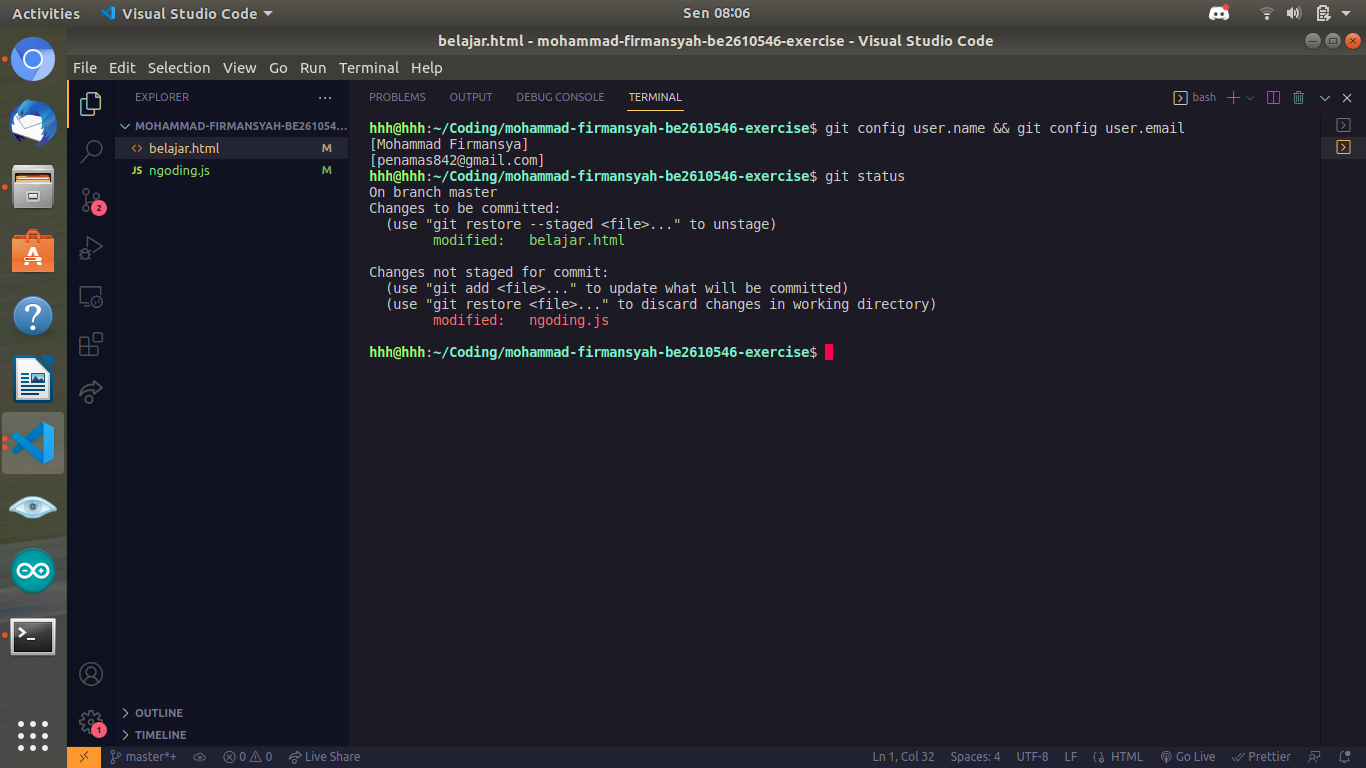 Activities Visual Studio Code Sen 08:06
belajar.html - mohammad-firmansyah-be2610546-exercise - Visual Studio Code
File Edit Selection View Go Run Terminal Help
EXPLORER ...
PROBLEMS OUTPUT DEBUG CONSOLE TERMINAL bash
MOHAMMAD-FIRMANSYAH-BE261054...
belajar.html M
JS ngoding.js M
2
hhh@hhh:~/Coding/mohammad-firmansyah-be2610546-exercise$ git config user.name && git config user.email
[Mohammad Firmansya]
[penamas842@gmail.com]
hhh@hhh:~/Coding/mohammad-firmansyah-be2610546-exercise$ git status
On branch master
Changes to be committed:
(use "git restore --staged <file>..." to unstage)
modified: belajar.html
Changes not staged for commit:
(use "git add <file>..." to update what will be committed)
(use "git restore <file>..." to discard changes in working directory)
modified: ngoding.js
hhh@hhh:~/Coding/mohammad-firmansyah-be2610546-exercise$
OUTLINE
TIMELINE
1
master*+ 0 0 Live Share Ln 1, Col 32 Spaces: 4 UTF-8 LF HTML Go Live Prettier